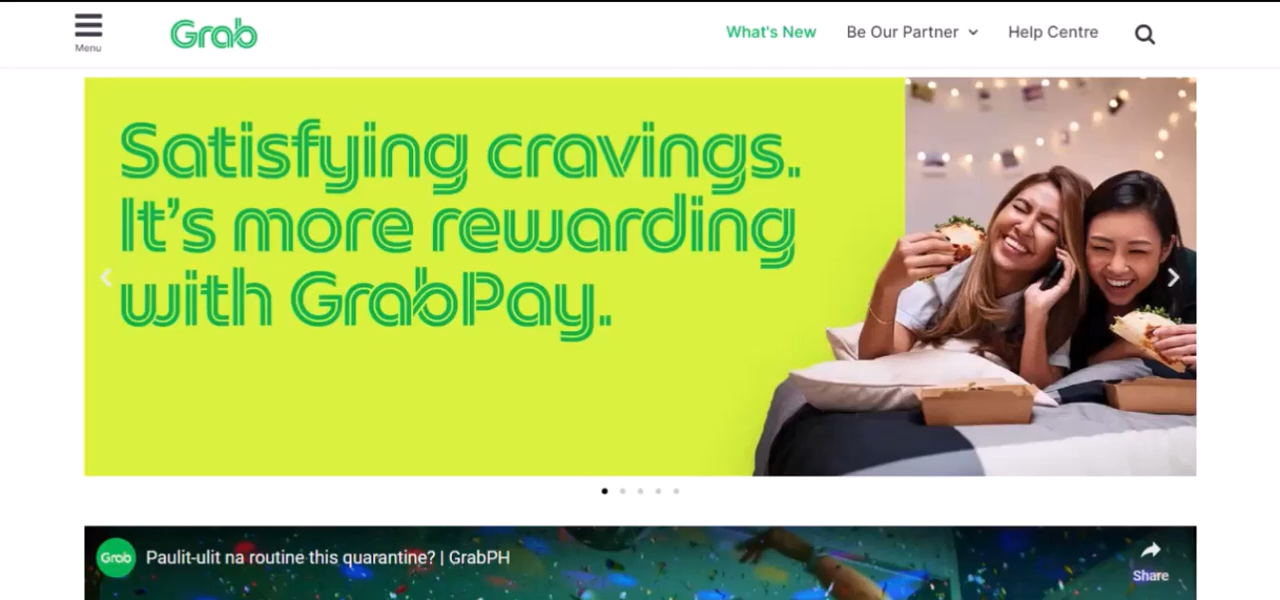 Menu
Grab
What's New
Be Our Partner
Help Centre
Satisfying cravings.
It's more rewarding
with GrabPay.
Grab
Paulit-ulit na routine this quarantine? | GrabPH
Share